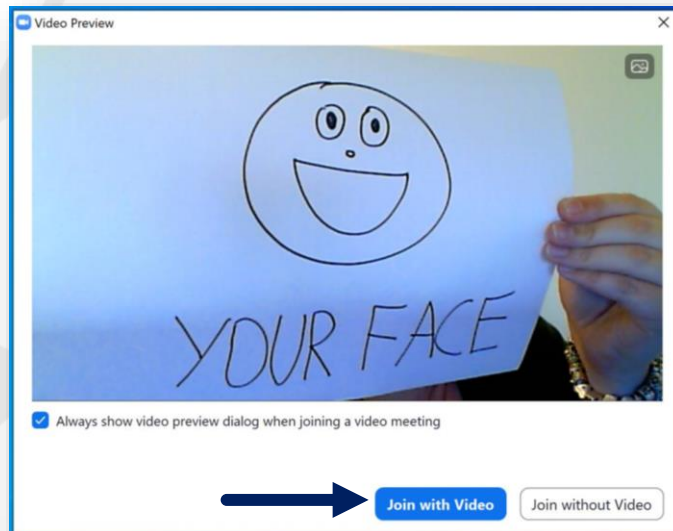 Video Preview
YOUR FACE
Always show video preview dialog when joining a video meeting
Join with Video
Join without Video